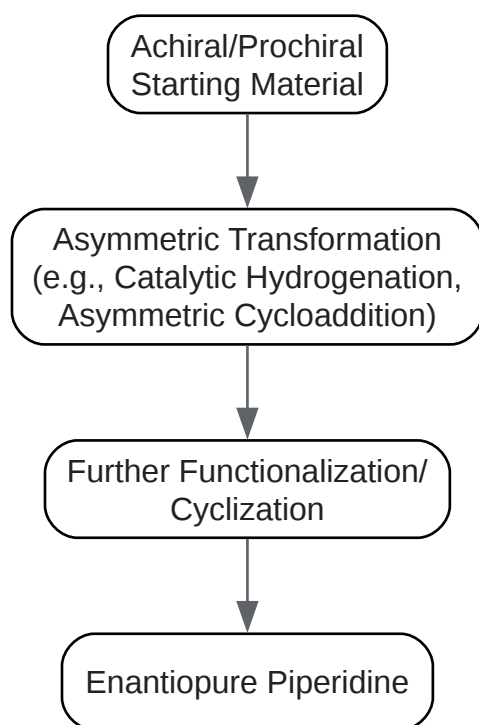 Achiral/Prochiral
Starting Material
Asymmetric Transformation
(e.g., Catalytic Hydrogenation,
Asymmetric Cycloaddition)
Further Functionalization/
Cyclization
Enantiopure Piperidine